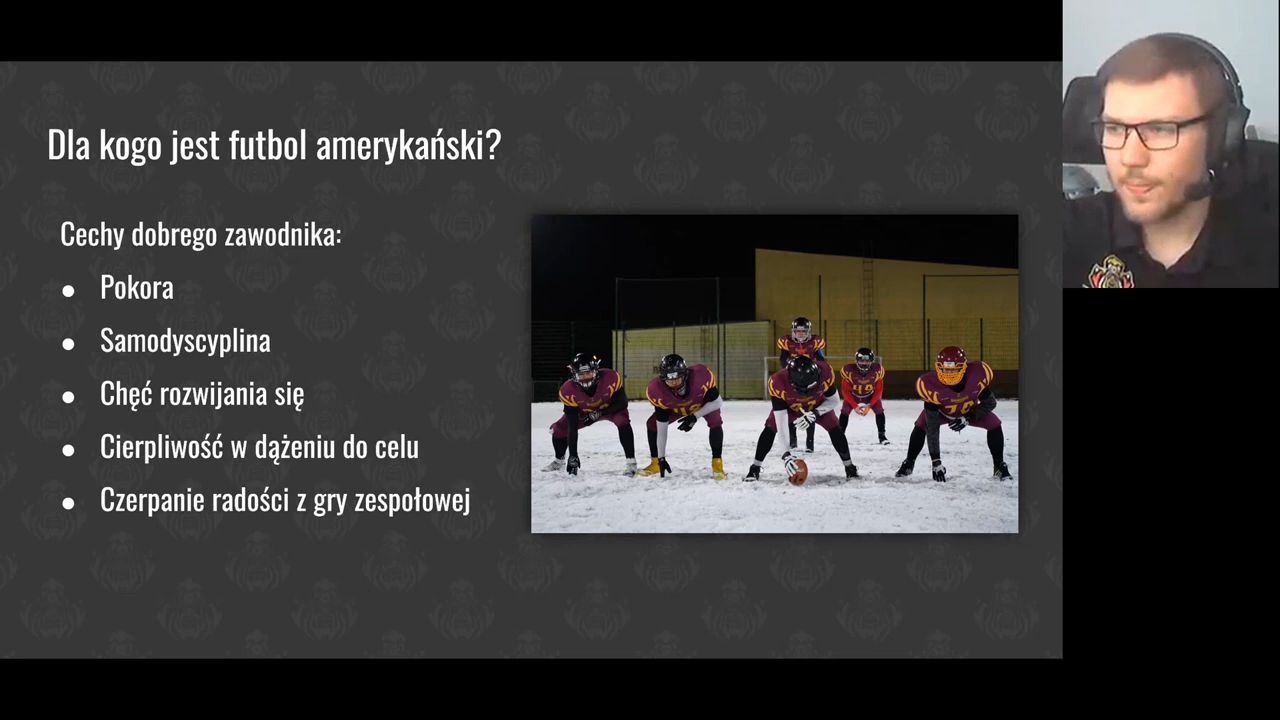 Dla kogo jest futbol amerykański?
Cechy dobrego zawodnika:
● Pokora
● Samodyscyplina
● Chęć rozwijania się
● Cierpliwość w dążeniu do celu
● Czerpanie radości z gry zespołowej
49